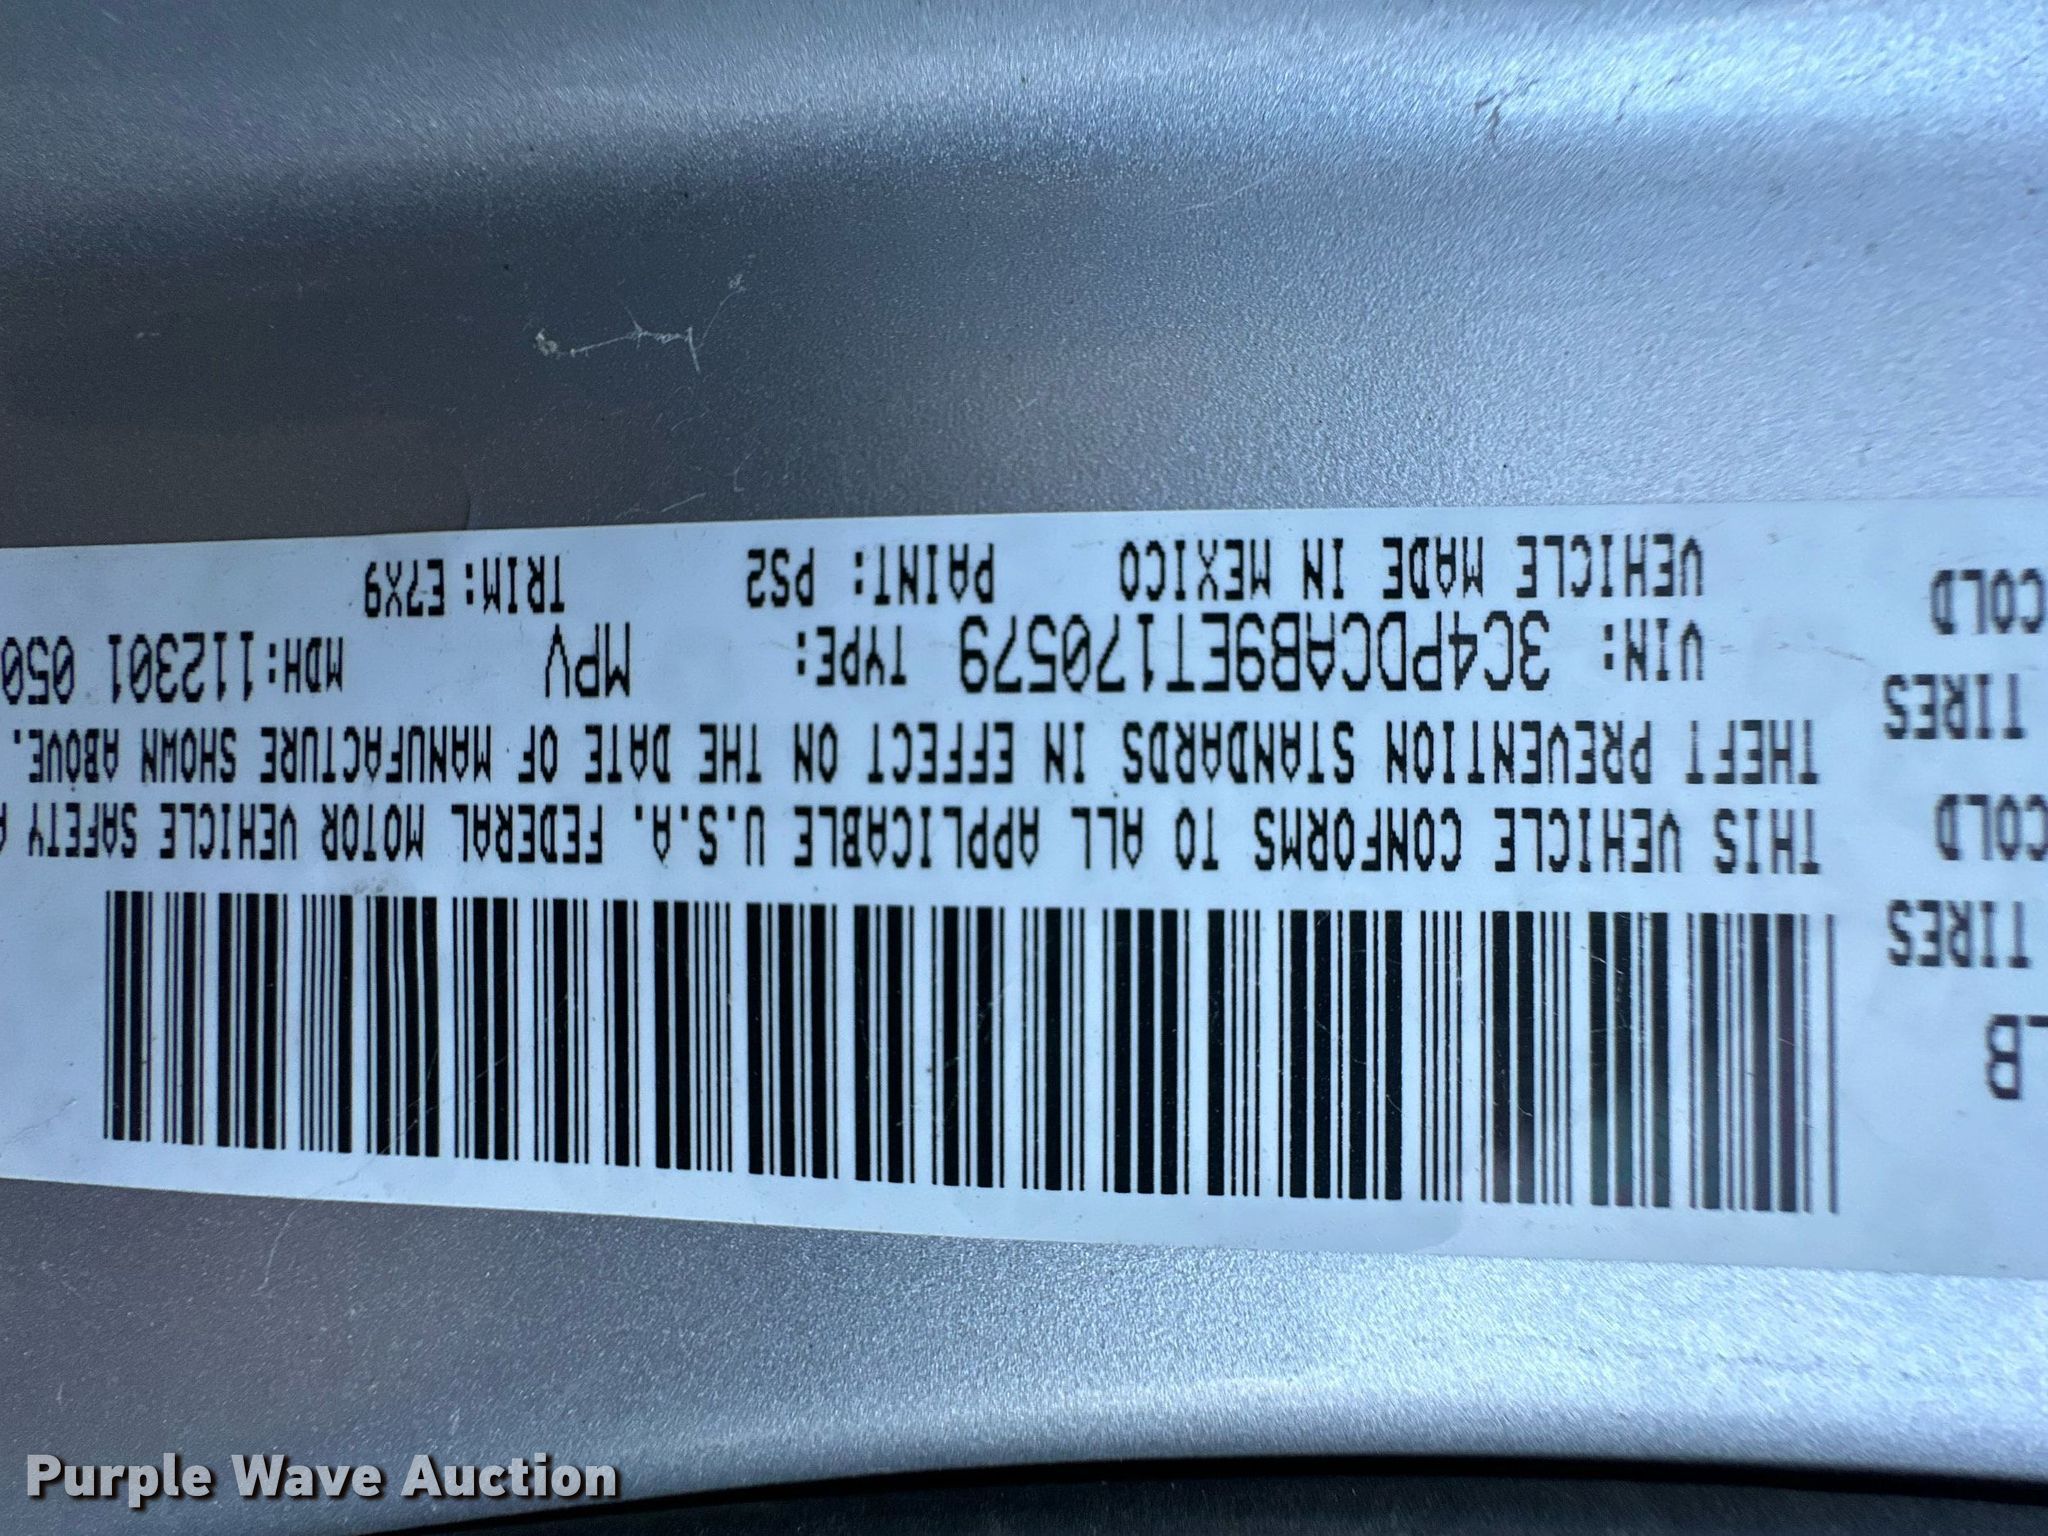 LB
TIRES
COLD
TIRES
COLD
THIS VEHICLE CONFORMS TO ALL APPLICABLE U.S.A. FEDERAL MOTOR VEHICLE SAFETY
THEFT PREVENTION STANDARDS IN EFFECT ON THE DATE OF MANUFACTURE SHOWN ABOVE.
VIN: 3C4PDCAB9ET170579 TYPE: MPV MDH:112301 050
VEHICLE MADE IN MEXICO PAINT: PS2 TRIM:E7X9
Purple Wave Auction